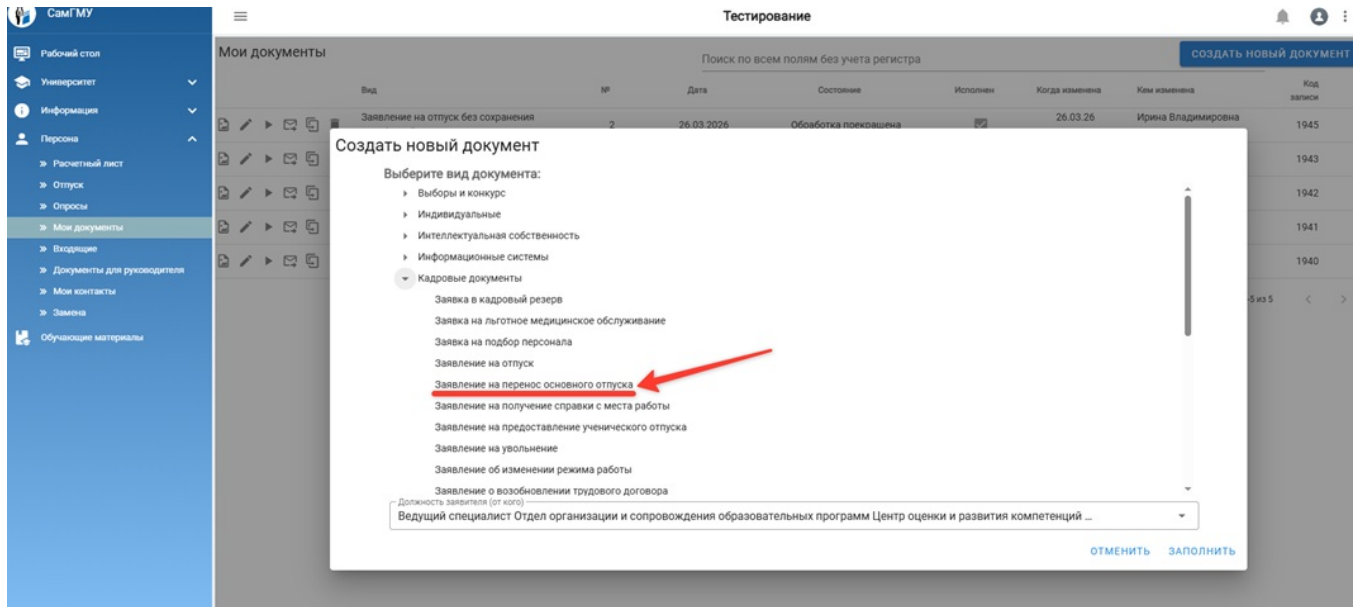 СамГМУ
Тестирование
Рабочий стол
Университет
Информация
Персона
Расчетный лист
Отпуск
Опросы
Мои документы
Входящие
Документы для руководителя
Мои контакты
Замена
Обучающие материалы
Мои документы
Поиск по всем полям без учета регистра
СОЗДАТЬ НОВЫЙ ДОКУМЕНТ
Вид № Дата Состояние Исполнен Когда изменена Кем изменена Код записи
Заявление на отпуск без сохранения 2 26.03.2026 Обработка прекращена 26.03.26 Ирина Владимировна 1945
1943
1942
1941
1940
5 из 5
Создать новый документ
Выберите вид документа:
Выборы и конкурс
Индивидуальные
Интеллектуальная собственность
Информационные системы
Кадровые документы
Заявка в кадровый резерв
Заявка на льготное медицинское обслуживание
Заявка на подбор персонала
Заявление на отпуск
Заявление на перенос основного отпуска
Заявление на получение справки с места работы
Заявление на предоставление ученического отпуска
Заявление на увольнение
Заявление об изменении режима работы
Заявление о возобновлении трудового договора
Должность заявителя (от кого)
Ведущий специалист Отдел организации и сопровождения образовательных программ Центр оценки и развития компетенций ...
ОТМЕНИТЬ ЗАПОЛНИТЬ